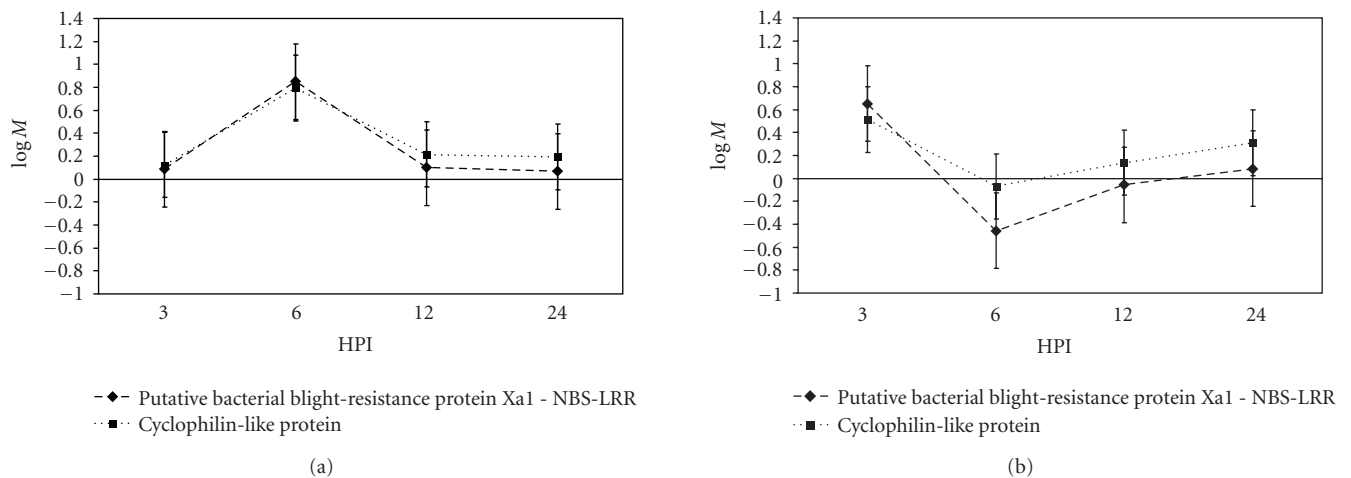 1.4
1.2
1
0.8
0.6
0.4
0.2
0
−0.2
−0.4
−0.6
−0.8
−1
log M
3 6 12 24
HPI
Putative bacterial blight-resistance protein Xa1 - NBS-LRR
Cyclophilin-like protein
(a)
1.4
1.2
1
0.8
0.6
0.4
0.2
0
−0.2
−0.4
−0.6
−0.8
−1
log M
3 6 12 24
HPI
Putative bacterial blight-resistance protein Xa1 - NBS-LRR
Cyclophilin-like protein
(b)